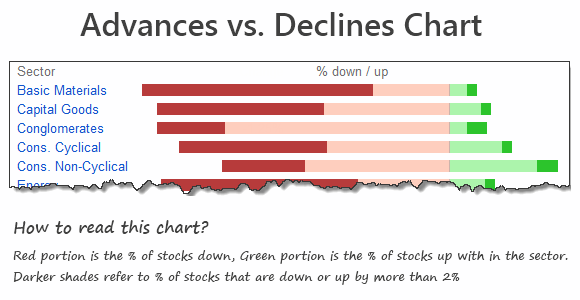 Advances vs. Declines Chart
Sector % down / up
Basic Materials
Capital Goods
Conglomerates
Cons. Cyclical
Cons. Non-Cyclical
How to read this chart?
Red portion is the % of stocks down, Green portion is the % of stocks up with in the sector.
Darker shades refer to % of stocks that are down or up by more than 2%